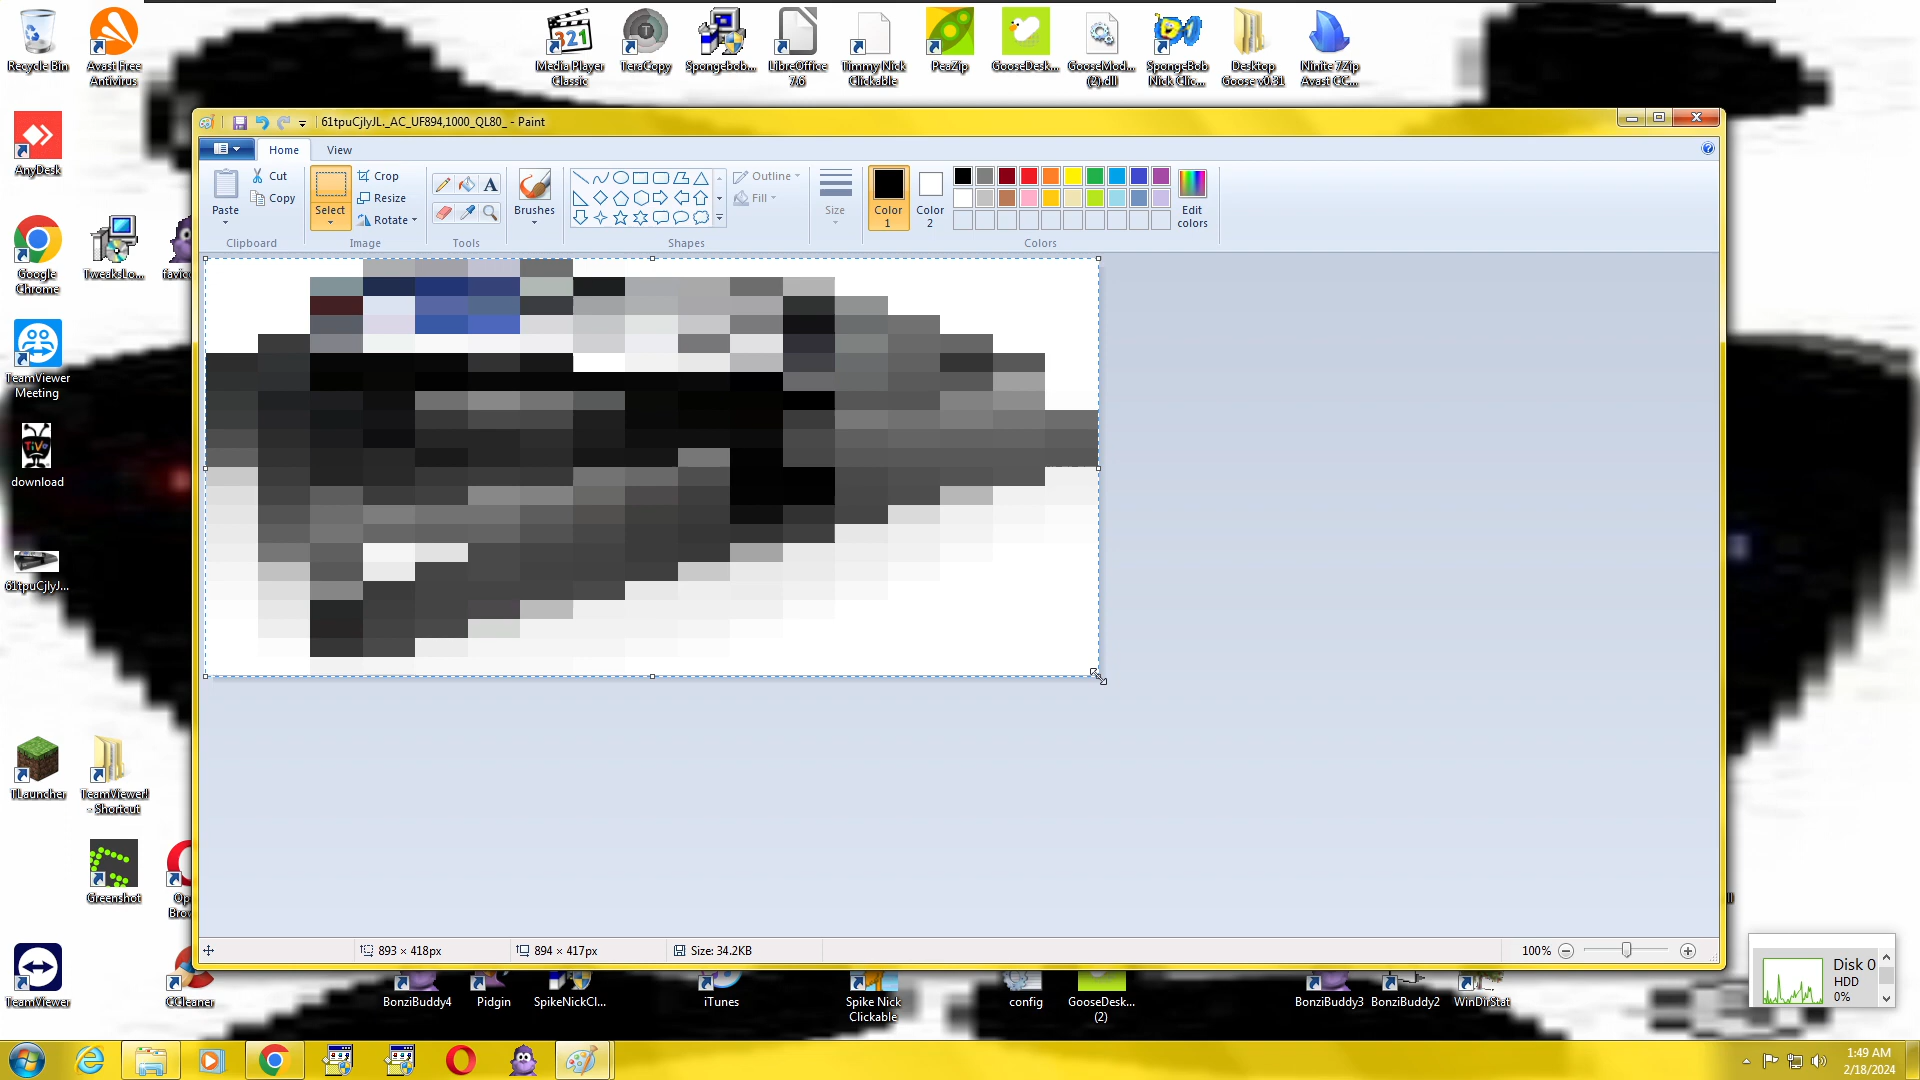 Recycle Bin
Avast Free
Antivirus
Media Player
Classic
TeraCopy
Spongebob...
LibreOffice
7.6
Timmy Nick
Clickable
PeaZip
GooseDesk...
GooseMod...
(2).dll
SpongeBob
Nick Clic...
Desktop
Goose v0.31
Ninite 7Zip
Avast CC...
61tpuCjlyJL._AC_UF894,1000_QL80_ - Paint
Home
View
Paste
Cut
Copy
Clipboard
Select
Crop
Resize
Rotate
Image
Tools
Brushes
Shapes
Outline
Fill
Size
Color
1
Color
2
Edit
colors
Colors
AnyDesk
Google
Chrome
TweaksLo...
TeamViewer
Meeting
TiVo
download
61tpuCjlyJ...
TLauncher
TeamViewer
- Shortcut
Greenshot
TeamViewer
CCleaner
893 × 418px
894 × 417px
Size: 34.2KB
100%
BonziBuddy4
Pidgin
SpikeNickCl...
iTunes
Spike Nick
Clickable
config
GooseDesk...
(2)
BonziBuddy3
BonziBuddy2
WinDirStat
Disk 0
HDD
0%
1:49 AM
2/18/2024